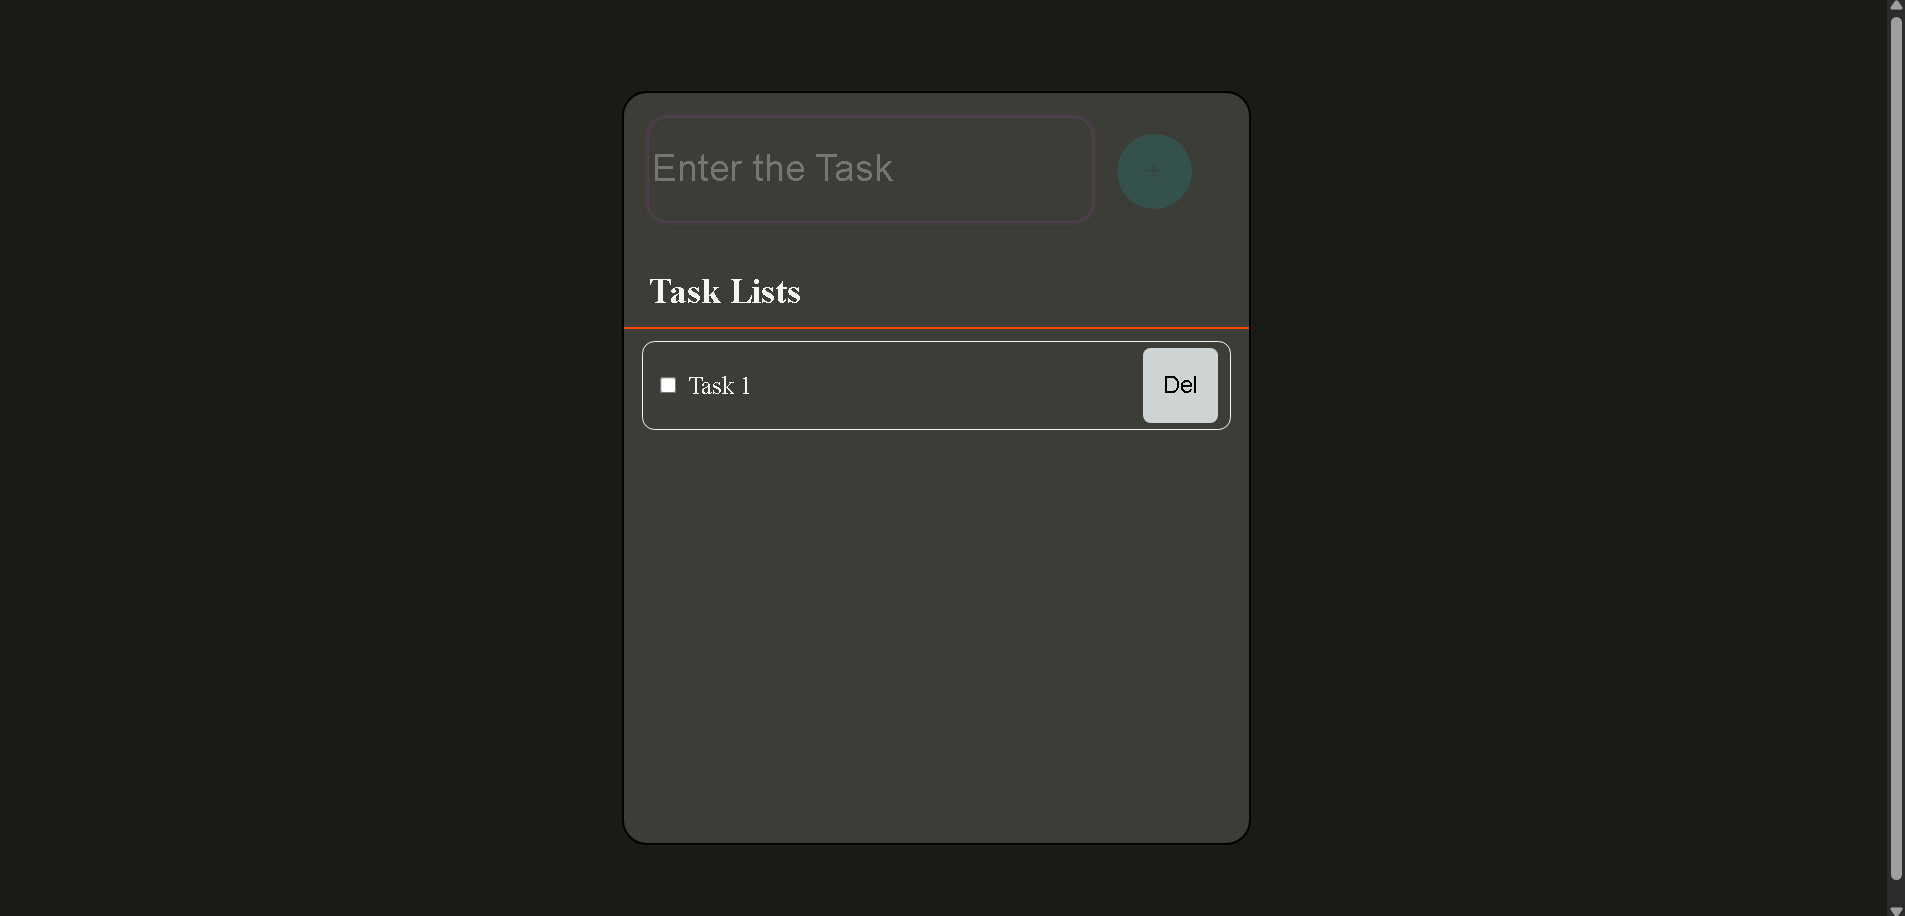 Enter the Task
+
Task Lists
Task 1
Del